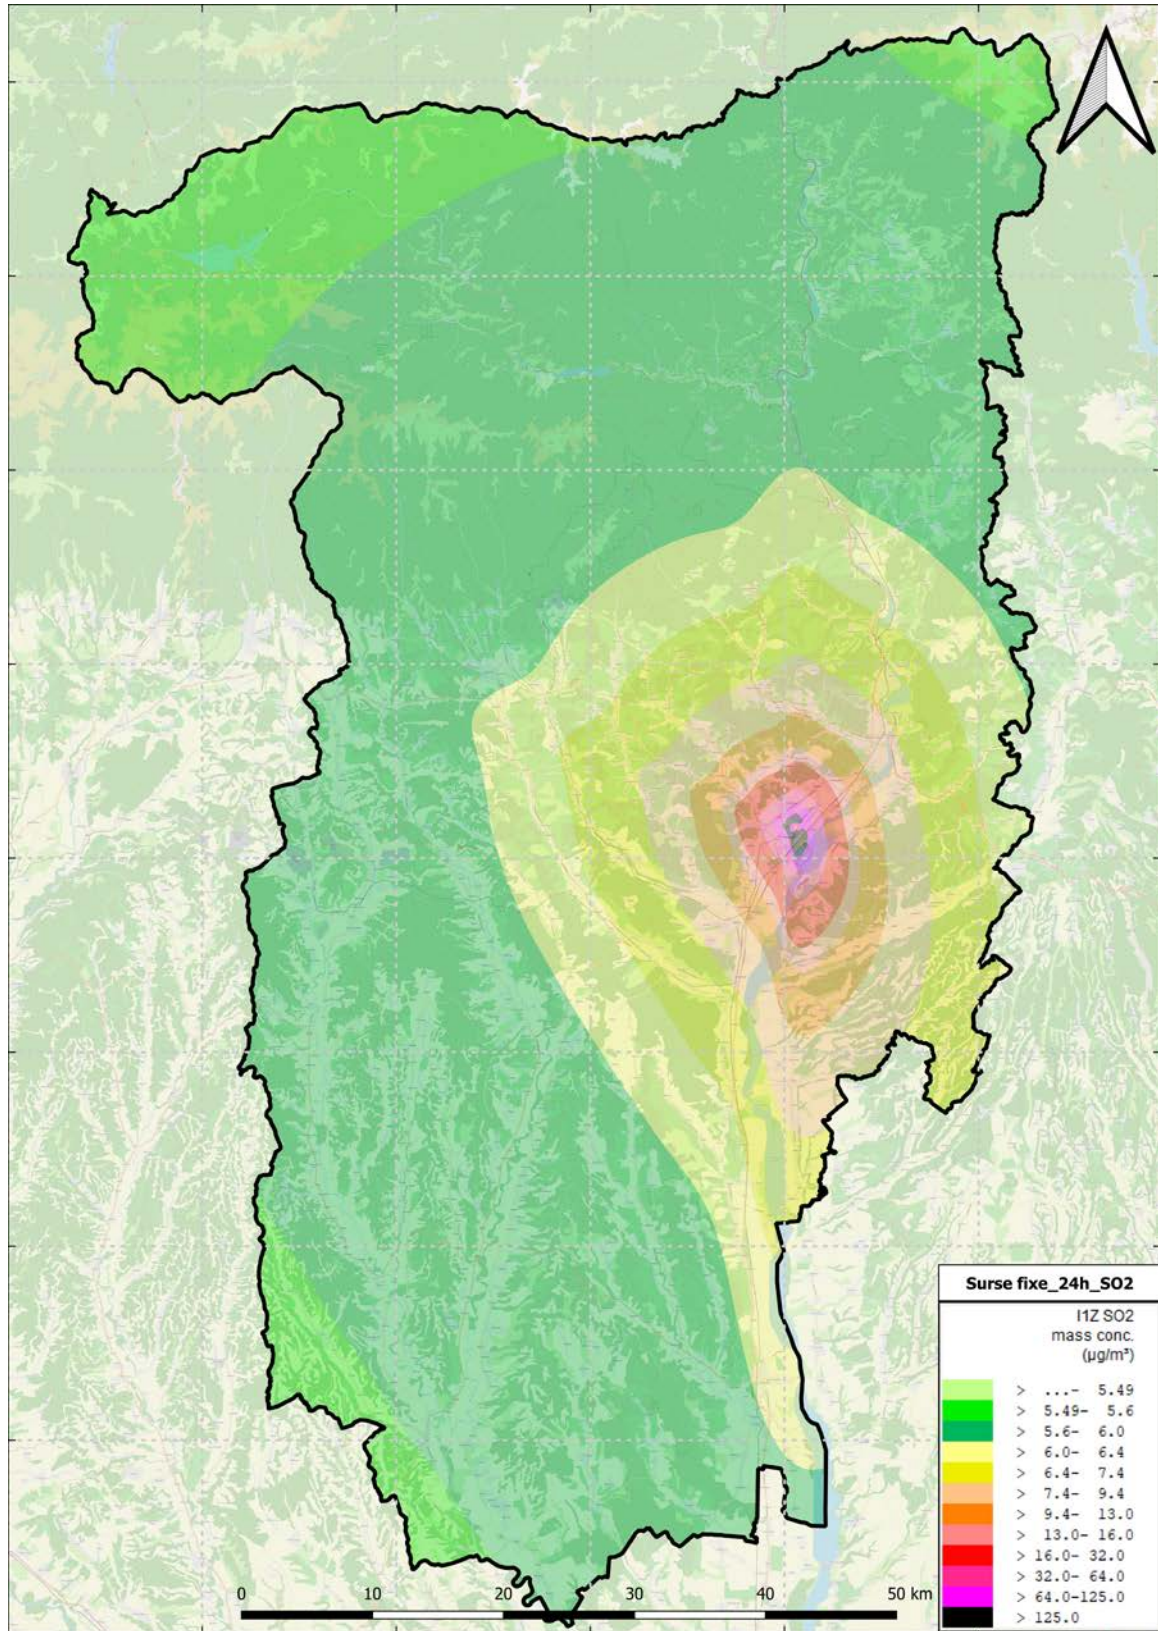 Surse fixe_24h_SO2
I1Z SO2
mass conc.
(µg/m³)
> ...- 5.49
> 5.49- 5.6
> 5.6- 6.0
> 6.0- 6.4
> 6.4- 7.4
> 7.4- 9.4
> 9.4- 13.0
> 13.0- 16.0
> 16.0- 32.0
> 32.0- 64.0
> 64.0-125.0
> 125.0
0 10 20 30 40 50 km